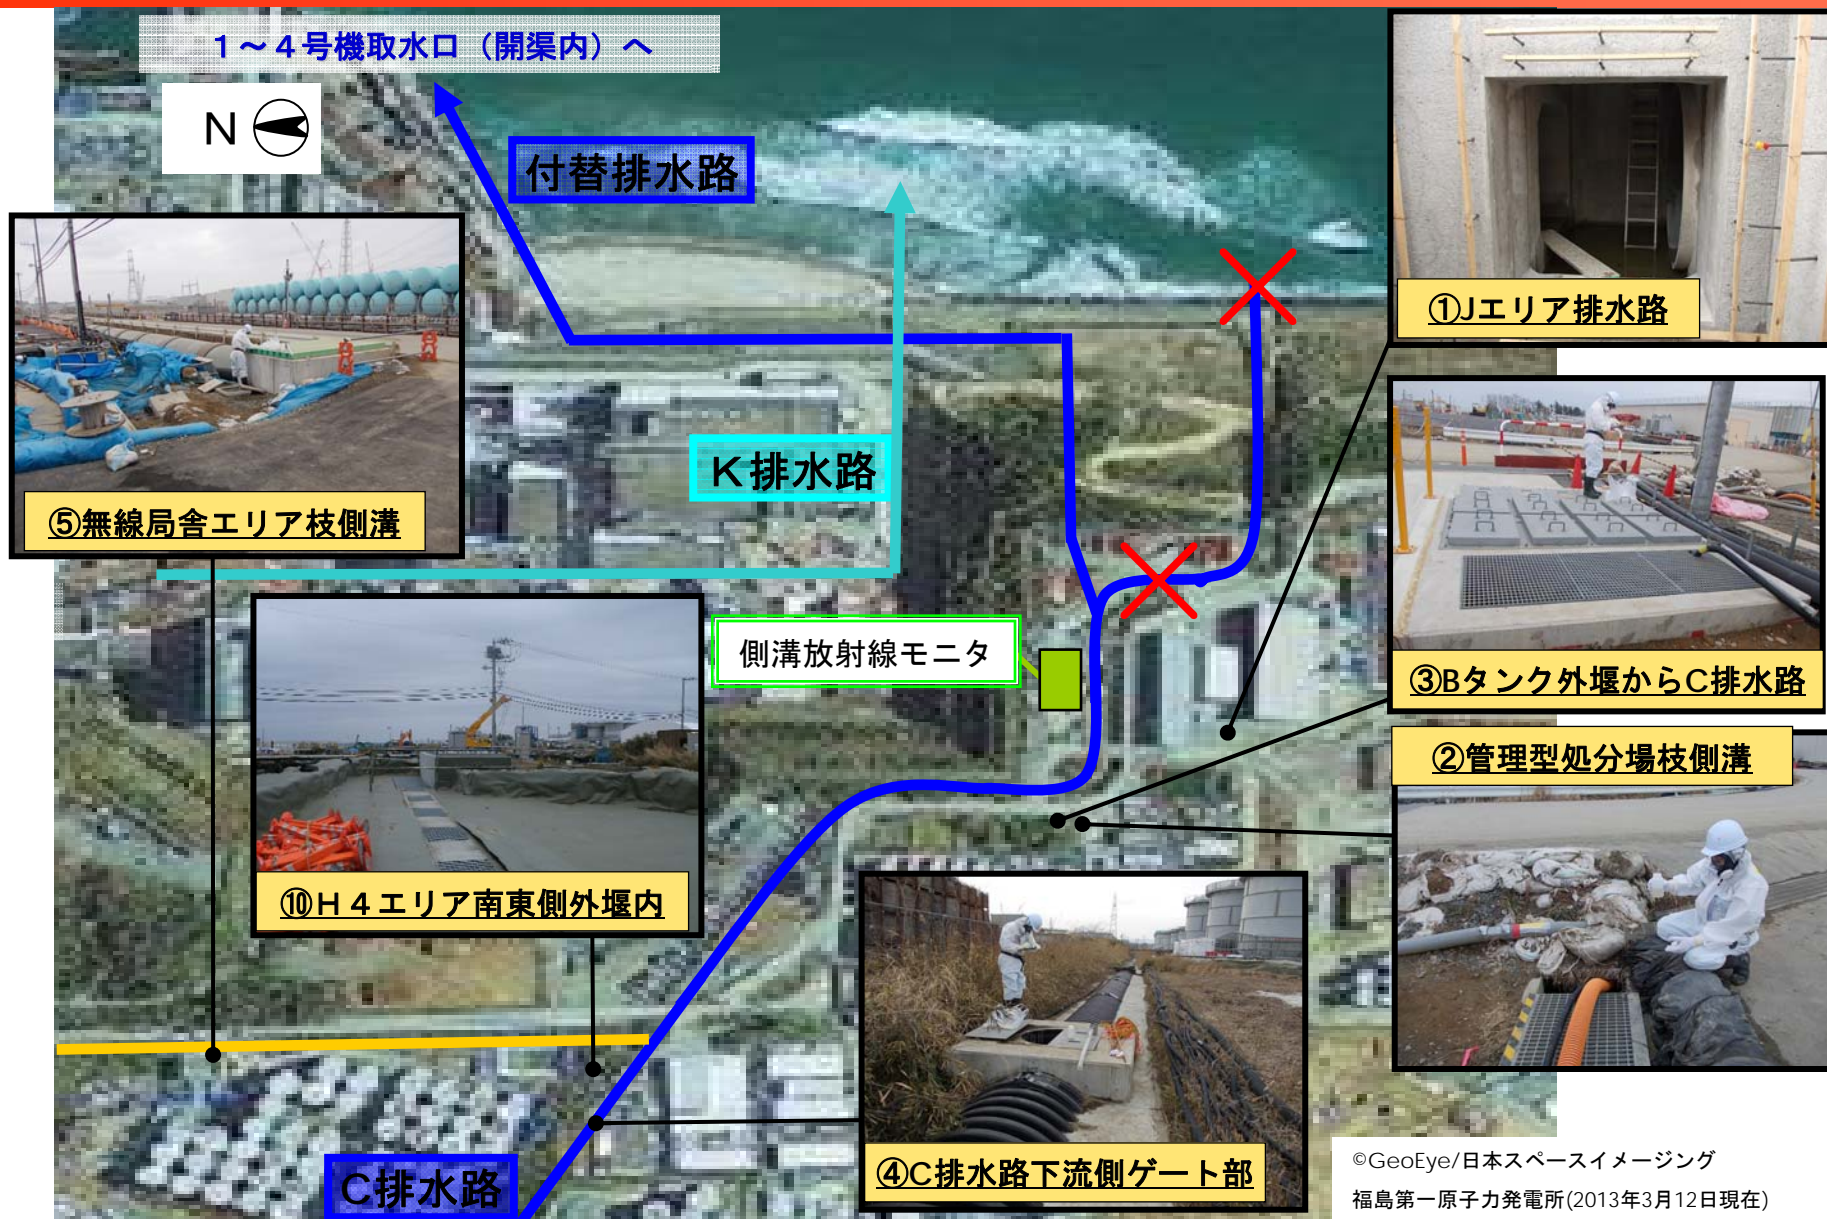 1～4号機取水口（開渠内）へ
N
付替排水路
①Jエリア排水路
K排水路
⑤無線局舎エリア枝側溝
側溝放射線モニタ
③Bタンク外堰からC排水路
②管理型処分場枝側溝
⑩H4エリア南東側外堰内
④C排水路下流側ゲート部
C排水路
©GeoEye/日本スペースイメージング
福島第一原子力発電所(2013年3月12日現在)